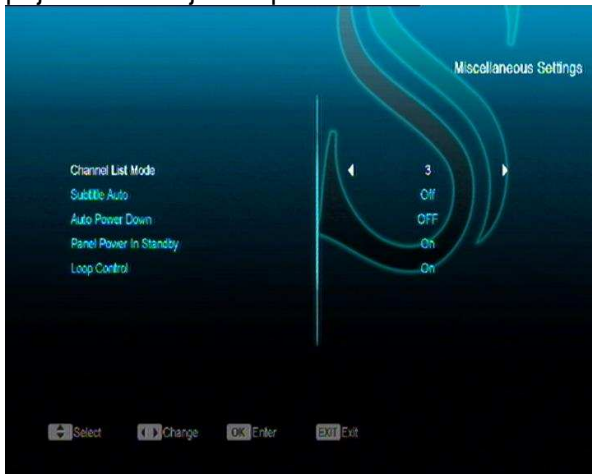 Miscellaneous Settings
Channel List Mode 3
Subtitle Auto Off
Auto Power Down OFF
Panel Power In Standby On
Loop Control On
Select Change OK Enter EXIT Exit